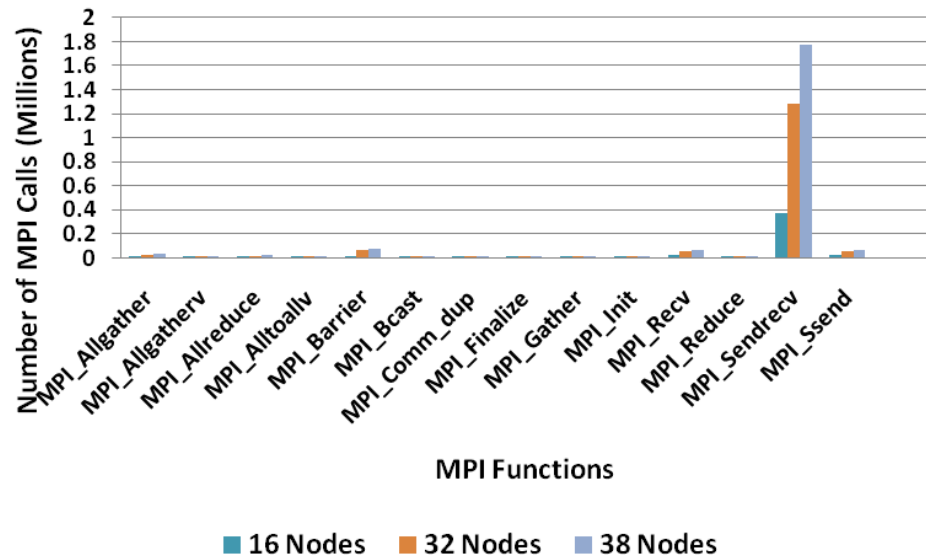 Number of MPI Calls (Millions)
2
1.8
1.6
1.4
1.2
1
0.8
0.6
0.4
0.2
0
MPI_Allgather
MPI_Allgatherv
MPI_Allreduce
MPI_Alltoallv
MPI_Barrier
MPI_Bcast
MPI_Comm_dup
MPI_Finalize
MPI_Gather
MPI_Init
MPI_Recv
MPI_Reduce
MPI_Sendrecv
MPI_Ssend
MPI Functions
16 Nodes 32 Nodes 38 Nodes